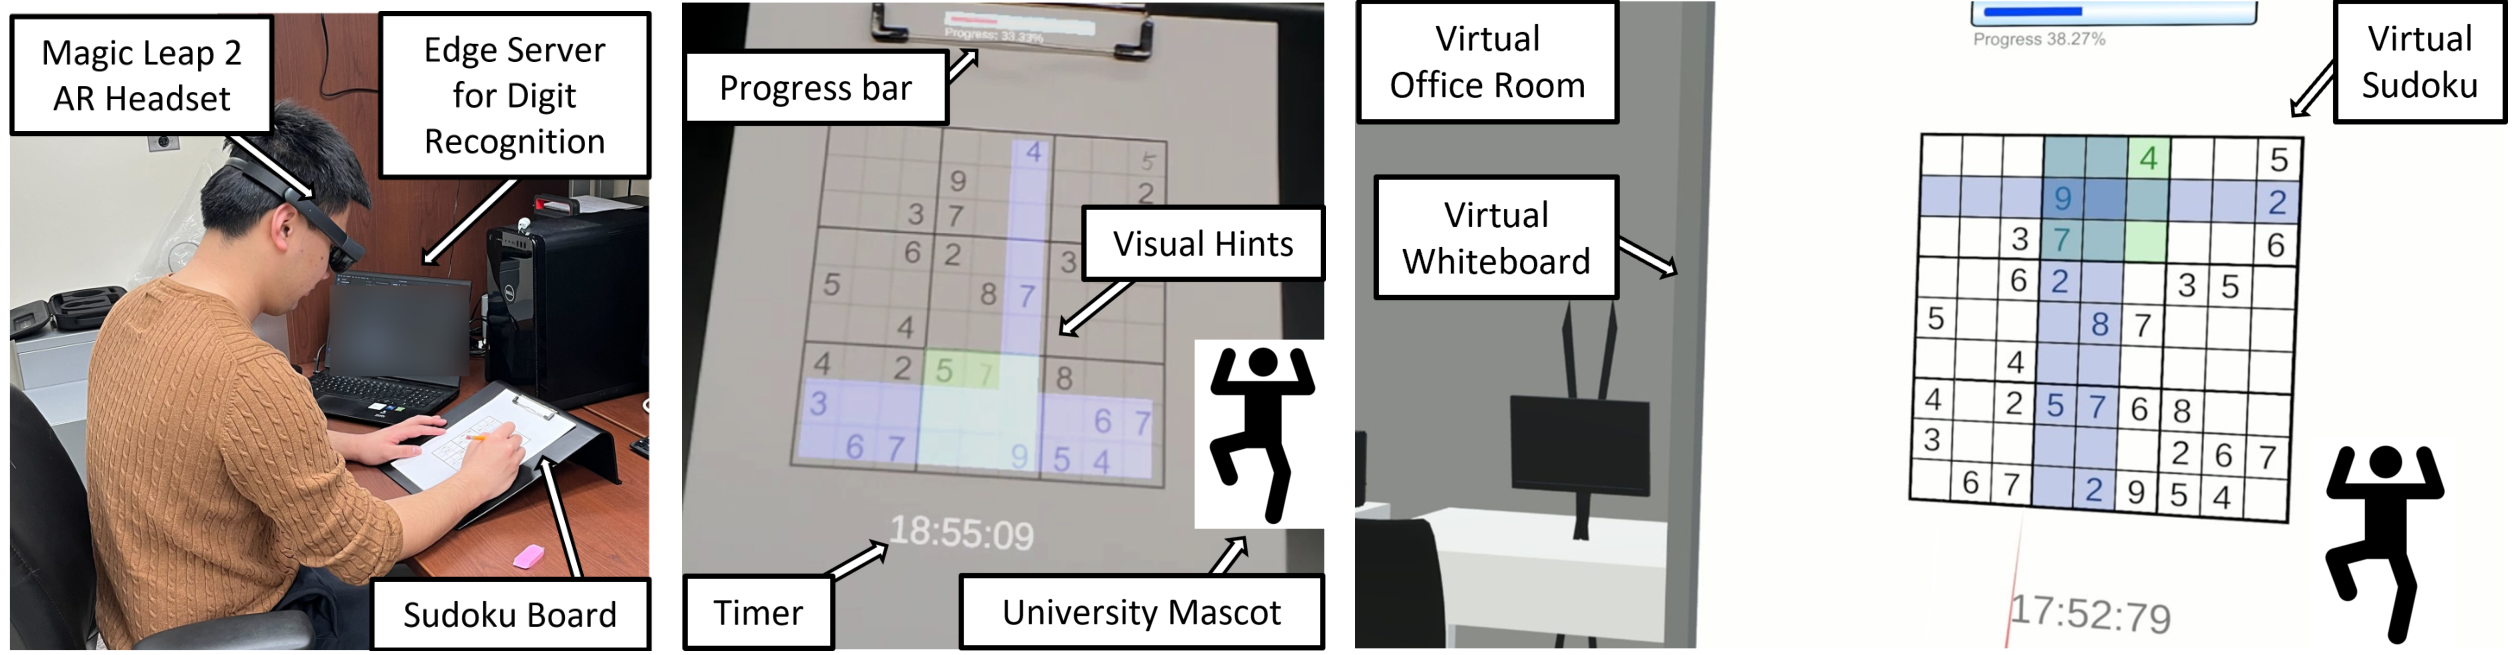 Magic Leap 2
AR Headset
Edge Server
for Digit
Recognition
Sudoku Board
Progress: 33.33%
Progress bar
4 5
9 2
3 7
6 2 3
5 8 7
4
4 2 5 7 8
3 6 7
6 7 9 5 4
Visual Hints
18:55:09
Timer
University Mascot
Virtual
Office Room
Virtual
Whiteboard
Progress 38.27%
Virtual
Sudoku
4 5
9 2
3 7 6
6 2 3 5
5 8 7
4
4 2 5 7 6 8
3 2 6 7
6 7 2 9 5 4
17:52:79